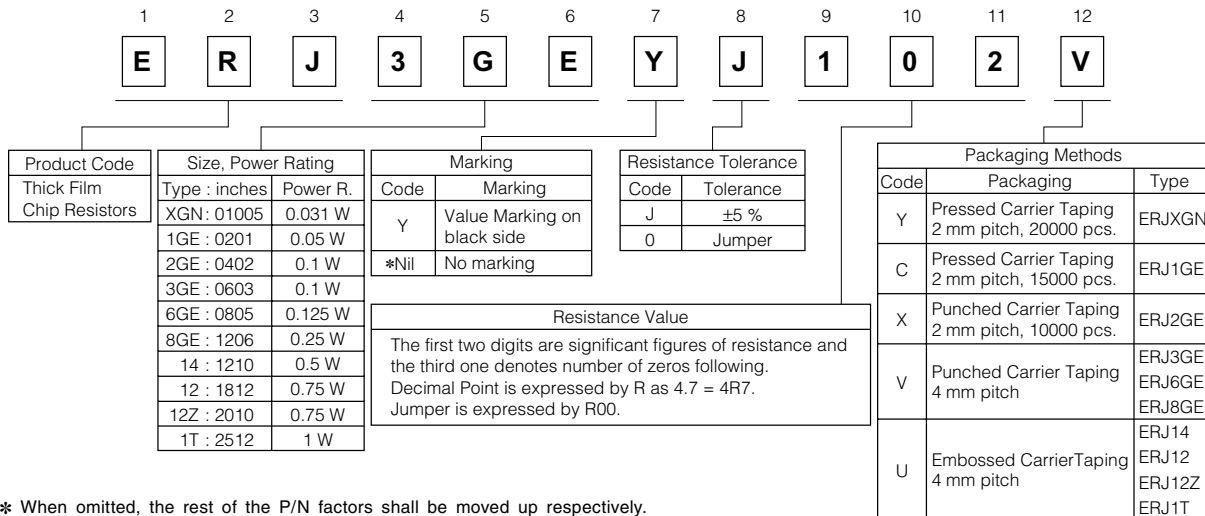 1 2 3 4 5 6 7 8 9 10 11 12
E R J 3 G E Y J 1 0 2 V
Product Code
Thick Film
Chip Resistors
Size, Power Rating
Type : inches Power R.
XGN : 01005 0.031 W
1GE : 0201 0.05 W
2GE : 0402 0.1 W
3GE : 0603 0.1 W
6GE : 0805 0.125 W
8GE : 1206 0.25 W
14 : 1210 0.5 W
12 : 1812 0.75 W
12Z : 2010 0.75 W
1T : 2512 1 W
Marking
Code Marking
Y Value Marking on
black side
*Nil No marking
Resistance Tolerance
Code Tolerance
J ±5 %
0 Jumper
Resistance Value
The first two digits are significant figures of resistance and
the third one denotes number of zeros following.
Decimal Point is expressed by R as 4.7 = 4R7.
Jumper is expressed by R00.
Packaging Methods
Code Packaging Type
Y Pressed Carrier Taping
2 mm pitch, 20000 pcs. ERJXGN
C Pressed Carrier Taping
2 mm pitch, 15000 pcs. ERJ1GE
X Punched Carrier Taping
2 mm pitch, 10000 pcs. ERJ2GE
V Punched Carrier Taping
4 mm pitch
ERJ3GE
ERJ6GE
ERJ8GE
U Embossed CarrierTaping
4 mm pitch
ERJ14
ERJ12
ERJ12Z
ERJ1T
* When omitted, the rest of the P/N factors shall be moved up respectively.